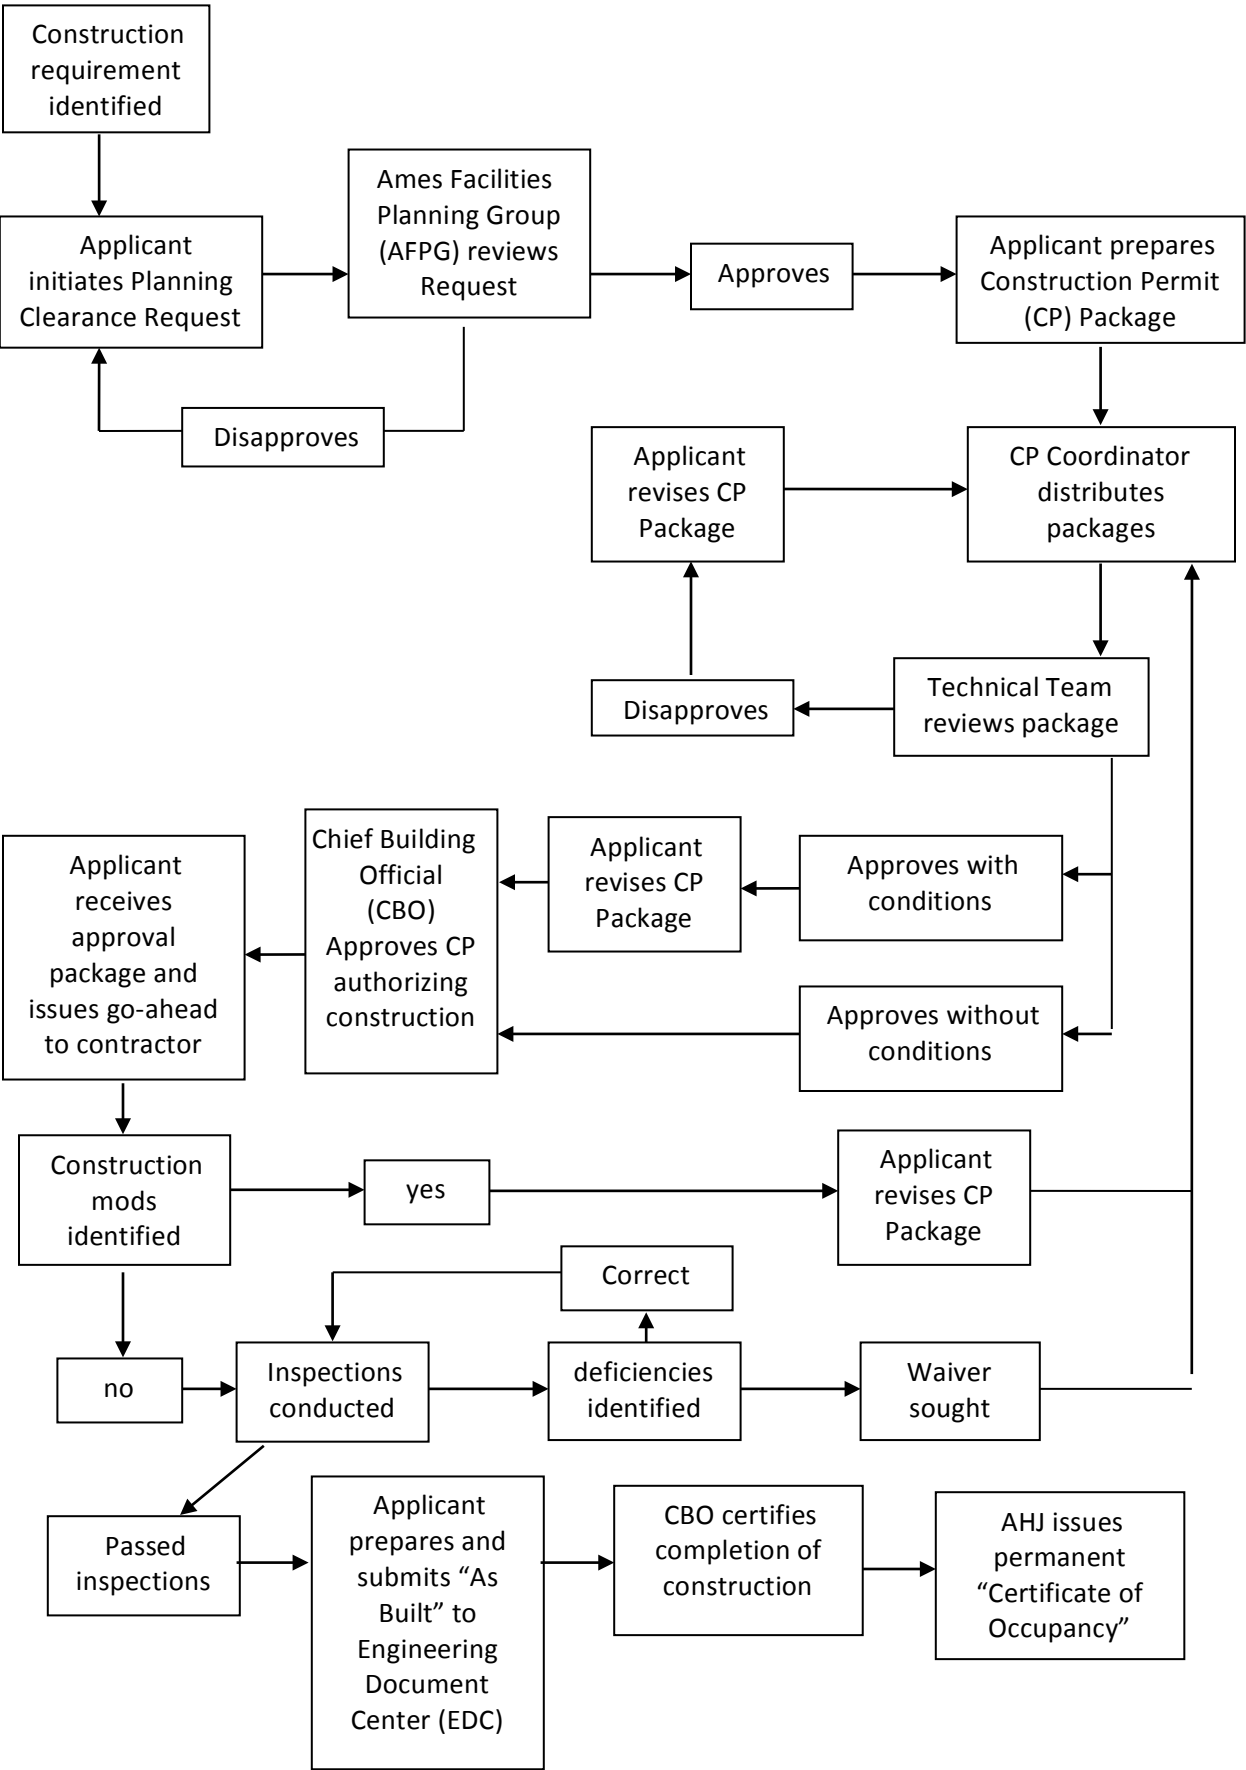 Construction
requirement
identified
Applicant
initiates Planning
Clearance Request
Ames Facilities
Planning Group
(AFPG) reviews
Request
Approves
Applicant prepares
Construction Permit
(CP) Package
Disapproves
Applicant
revises CP
Package
CP Coordinator
distributes
packages
Disapproves
Technical Team
reviews package
Applicant
receives
approval
package and
issues go-ahead
to contractor
Chief Building
Official
(CBO)
Approves CP
authorizing
construction
Applicant
revises CP
Package
Approves with
conditions
Approves without
conditions
Construction
mods
identified
yes
Applicant
revises CP
Package
Correct
no
Inspections
conducted
deficiencies
identified
Waiver
sought
Passed
inspections
Applicant
prepares and
submits “As
Built” to
Engineering
Document
Center (EDC)
CBO certifies
completion of
construction
AHJ issues
permanent
“Certificate of
Occupancy”